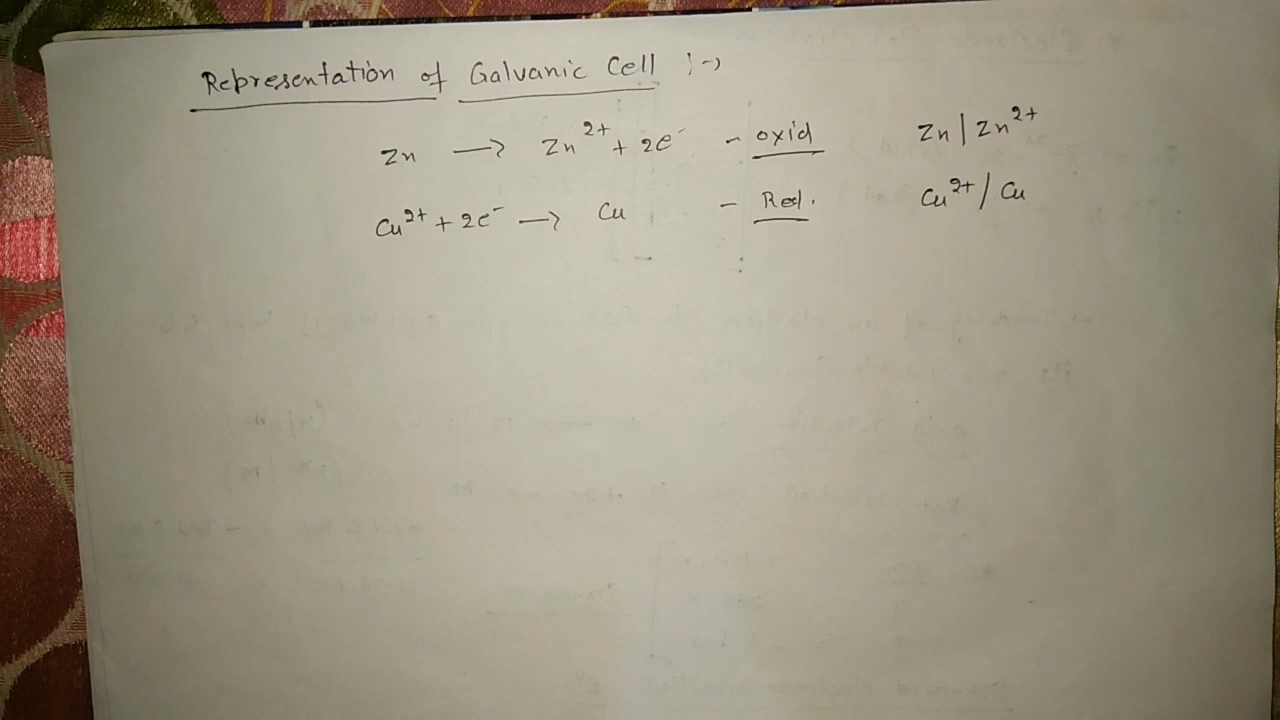 Representation of Galvanic Cell :→
Zn → Zn²⁺ + 2e⁻ - oxid Zn | Zn²⁺
Cu²⁺ + 2e⁻ → Cu - Red. Cu²⁺ / Cu